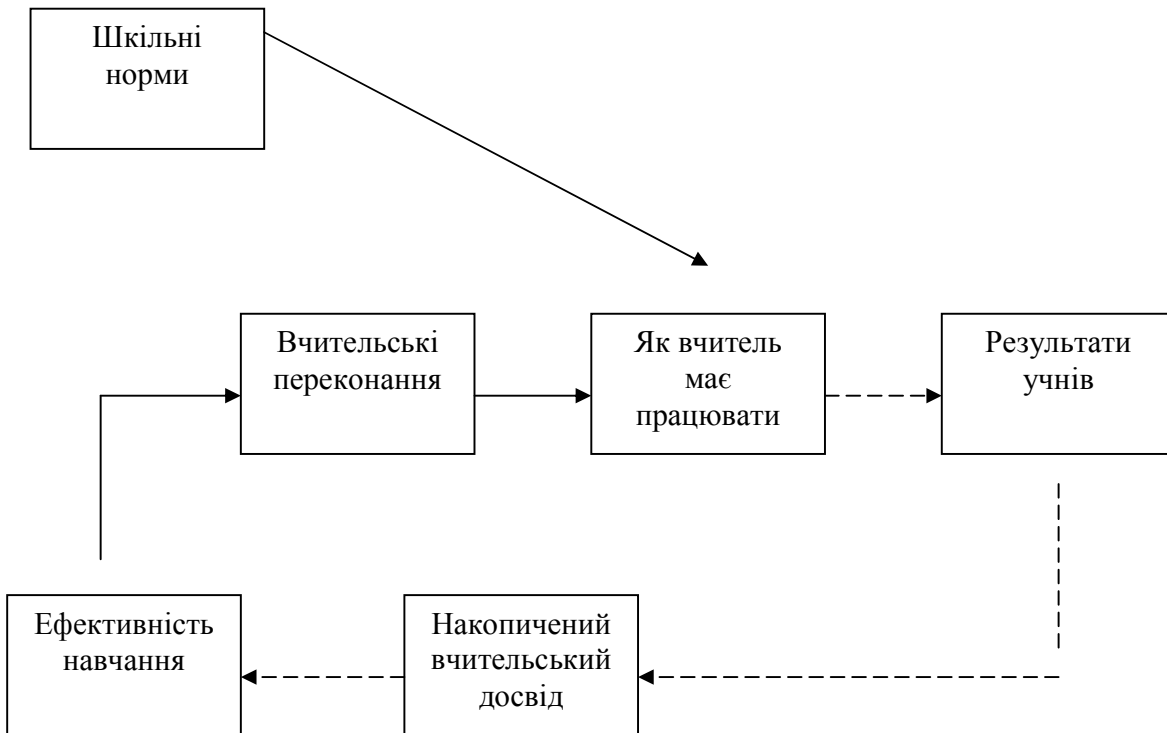 Шкільні
норми
Вчительські
переконання
Як вчитель
має
працювати
Результати
учнів
Ефективність
навчання
Накопичений
вчительський
досвід